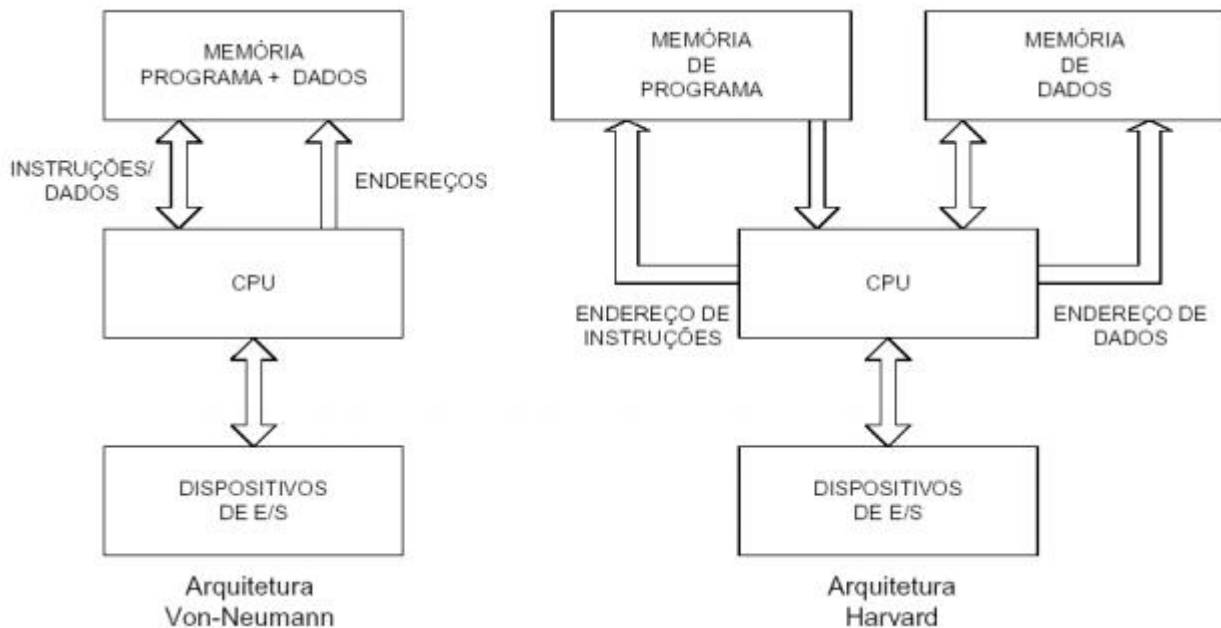 MEMÓRIA
PROGRAMA + DADOS
INSTRUÇÕES/
DADOS
ENDEREÇOS
CPU
DISPOSITIVOS
DE E/S
Arquitetura
Von-Neumann
MEMÓRIA
DE
PROGRAMA
MEMÓRIA
DE
DADOS
CPU
ENDEREÇO DE
INSTRUÇÕES
ENDEREÇO DE
DADOS
DISPOSITIVOS
DE E/S
Arquitetura
Harvard